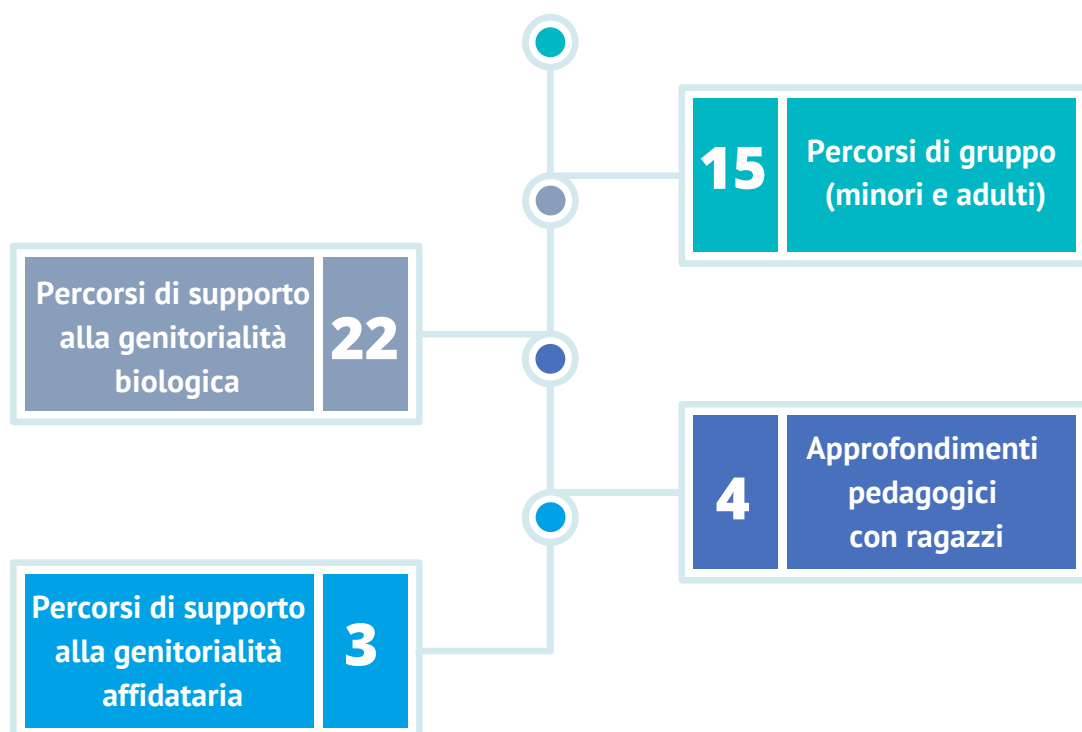 15
Percorsi di gruppo
(minori e adulti)
Percorsi di supporto
alla genitorialità
biologica
22
4
Approfondimenti
pedagogici
con ragazzi
Percorsi di supporto
alla genitorialità
affidataria
3